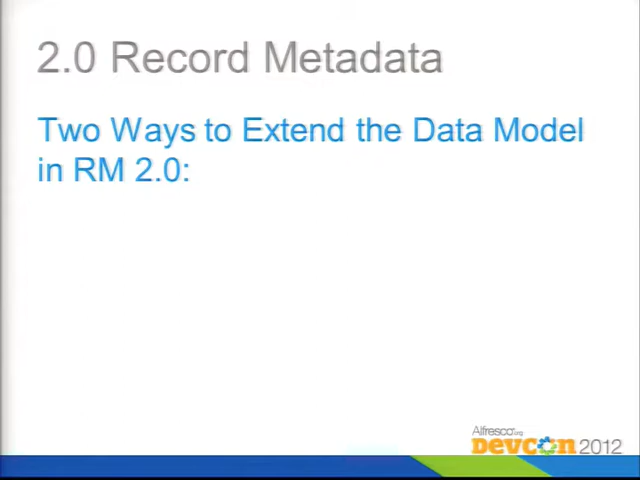 2.0 Record Metadata
Two Ways to Extend the Data Model
in RM 2.0:
Alfresco.org
Devcon 2012